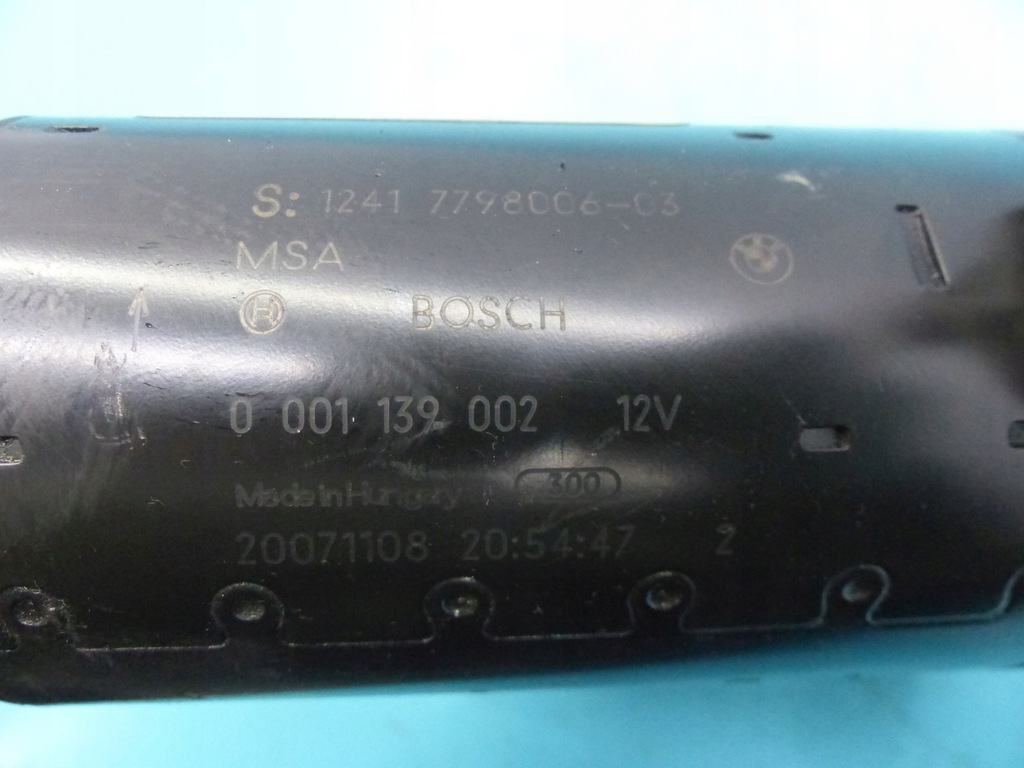 S: 1241 7798006-03
MSA
H BOSCH
0 001 139 002 12V
Made in Hungary 300
20071108 20:54:47 2